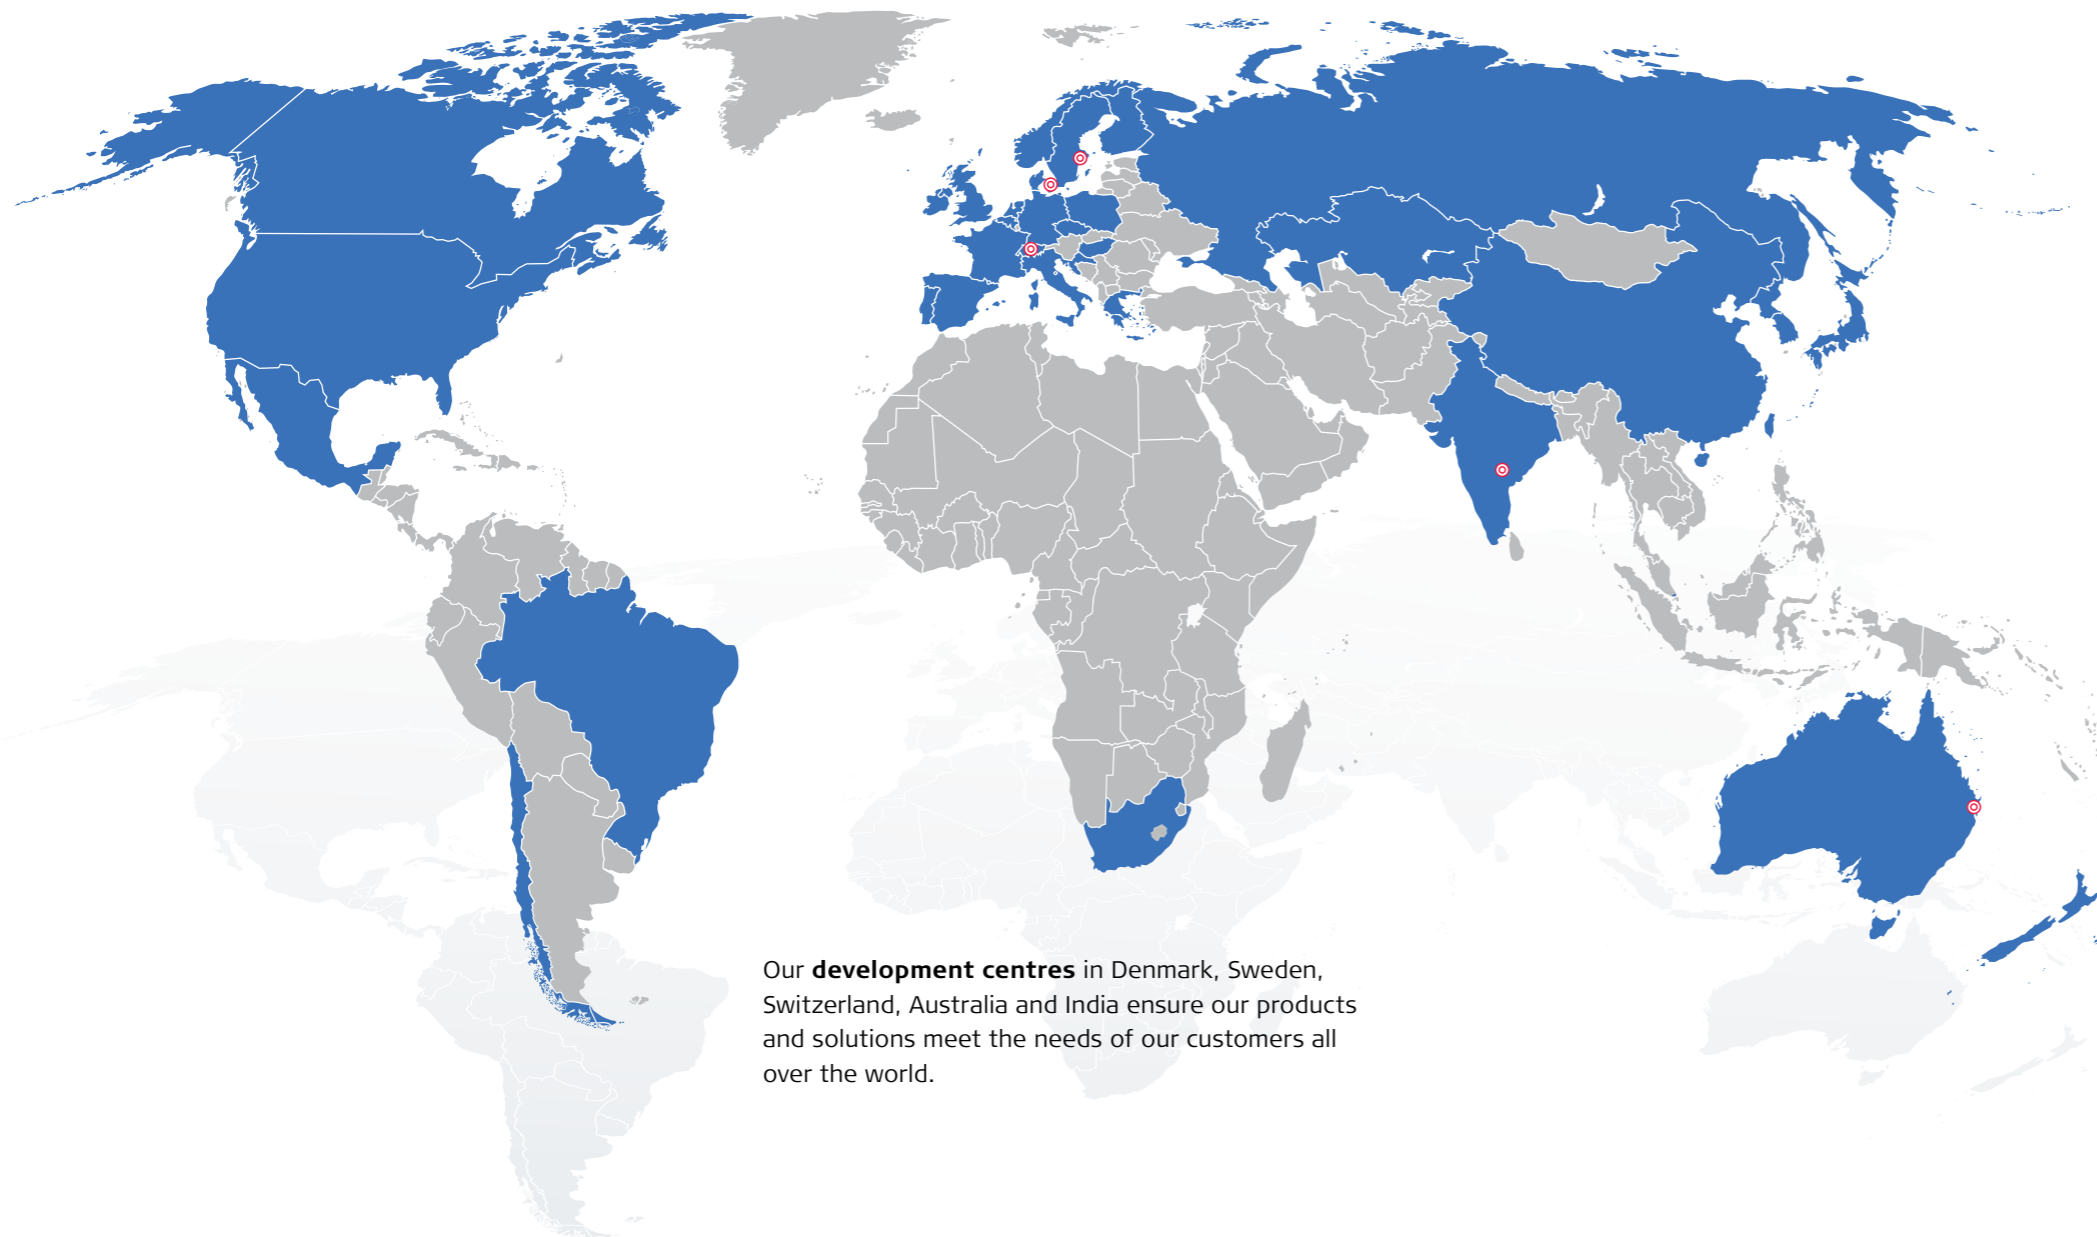 Our development centres in Denmark, Sweden,
Switzerland, Australia and India ensure our products
and solutions meet the needs of our customers all
over the world.